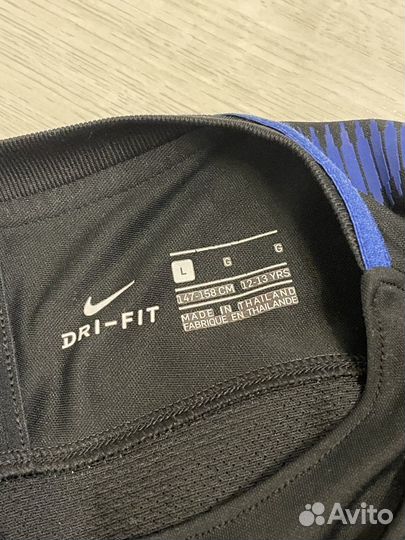 L G G
147-158 CM 12-13 YRS
MADE IN THAILAND
FABRIQUE EN THAILANDE
DRI-FIT
Avito